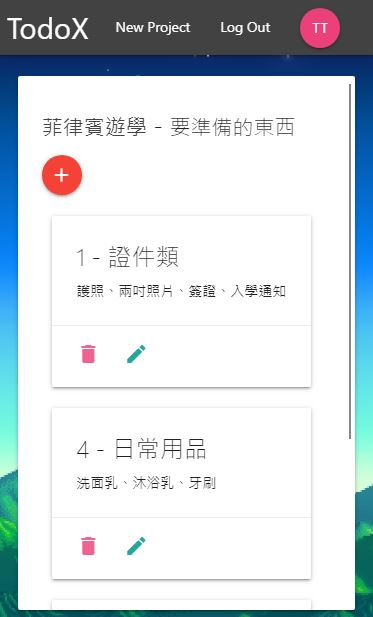 TodoX New Project Log Out TT
菲律賓遊學 - 要準備的東西
+
1 - 證件類
護照、兩吋照片、簽證、入學通知
4 - 日常用品
洗面乳、沐浴乳、牙刷